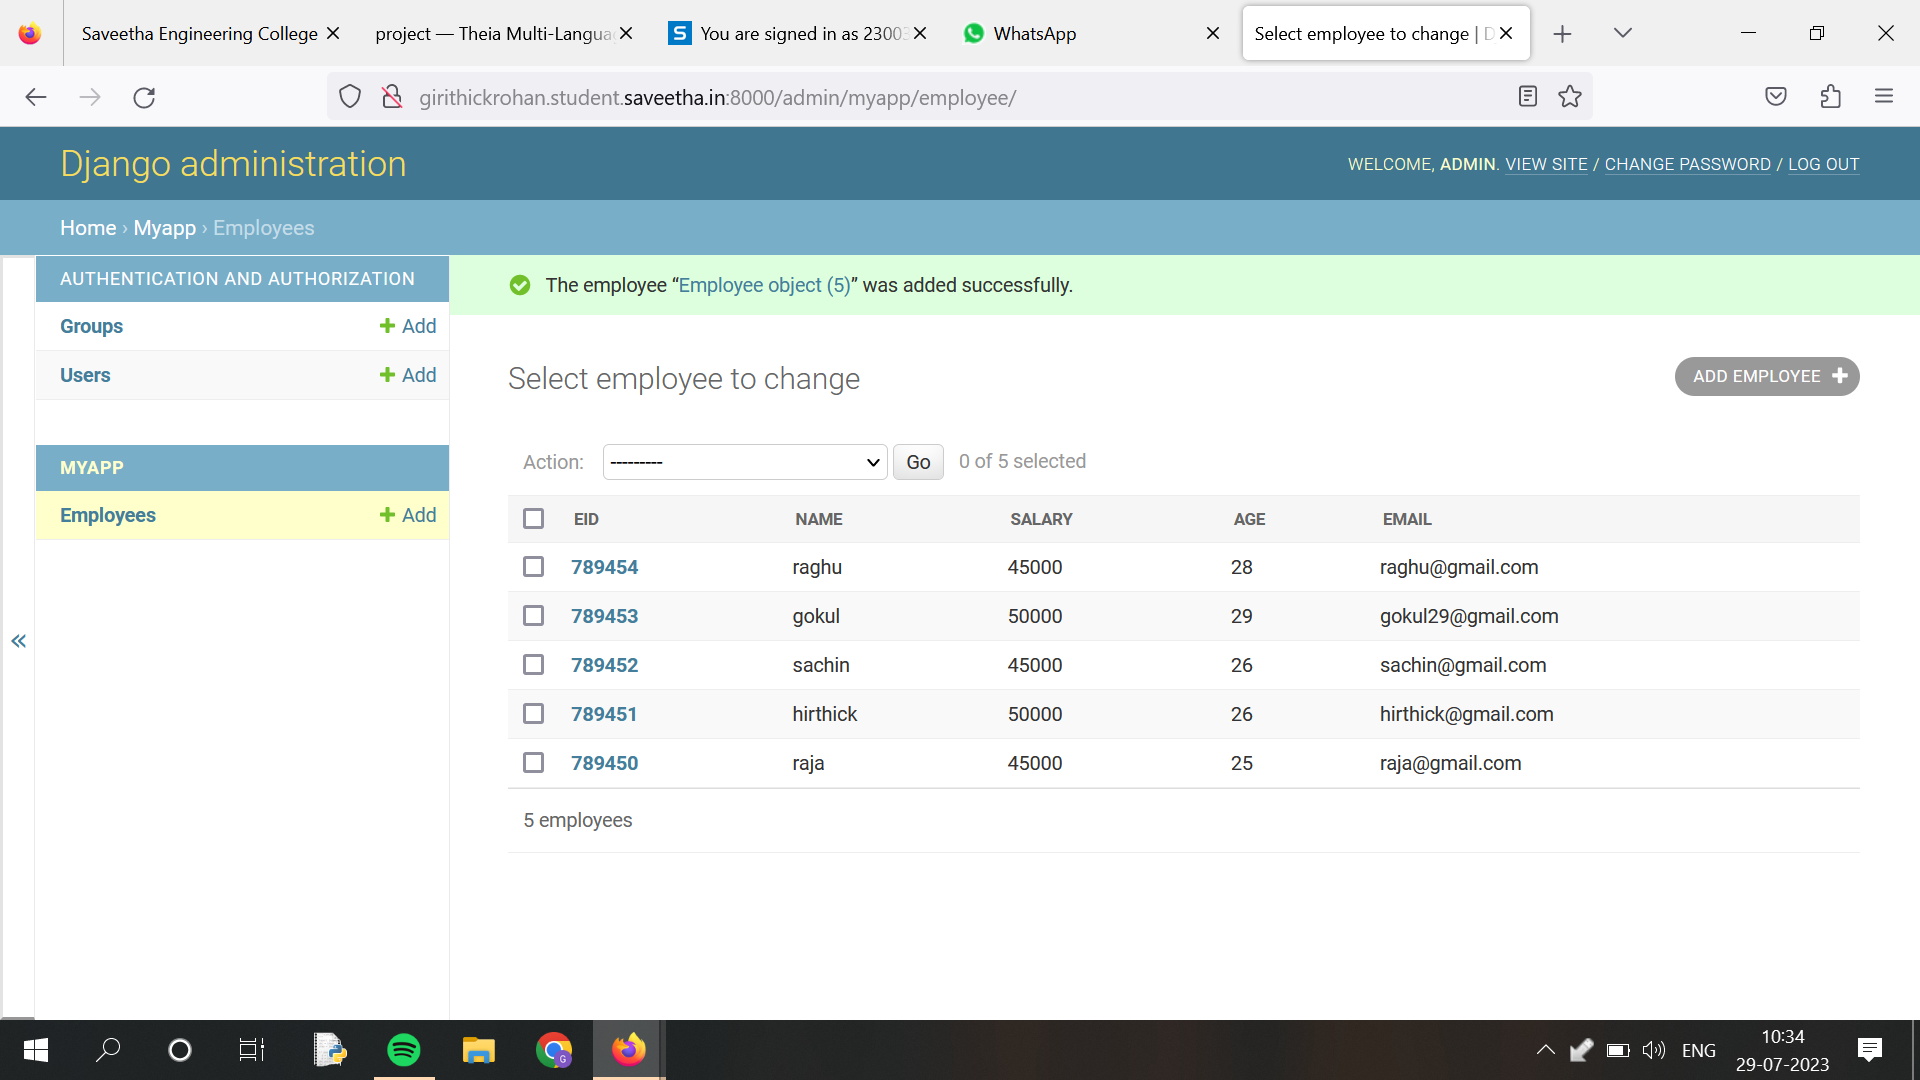 Saveetha Engineering College
project — Theia Multi-Langua
S You are signed in as 2300
WhatsApp
Select employee to change | D
girithickrohan.student.saveetha.in:8000/admin/myapp/employee/
Django administration
WELCOME, ADMIN. VIEW SITE / CHANGE PASSWORD / LOG OUT
Home › Myapp › Employees
AUTHENTICATION AND AUTHORIZATION
Groups + Add
Users + Add
MYAPP
Employees + Add
«
The employee “Employee object (5)” was added successfully.
Select employee to change
ADD EMPLOYEE +
Action: --------- Go 0 of 5 selected
EID NAME SALARY AGE EMAIL
789454 raghu 45000 28 raghu@gmail.com
789453 gokul 50000 29 gokul29@gmail.com
789452 sachin 45000 26 sachin@gmail.com
789451 hirthick 50000 26 hirthick@gmail.com
789450 raja 45000 25 raja@gmail.com
5 employees
G
ENG
10:34
29-07-2023